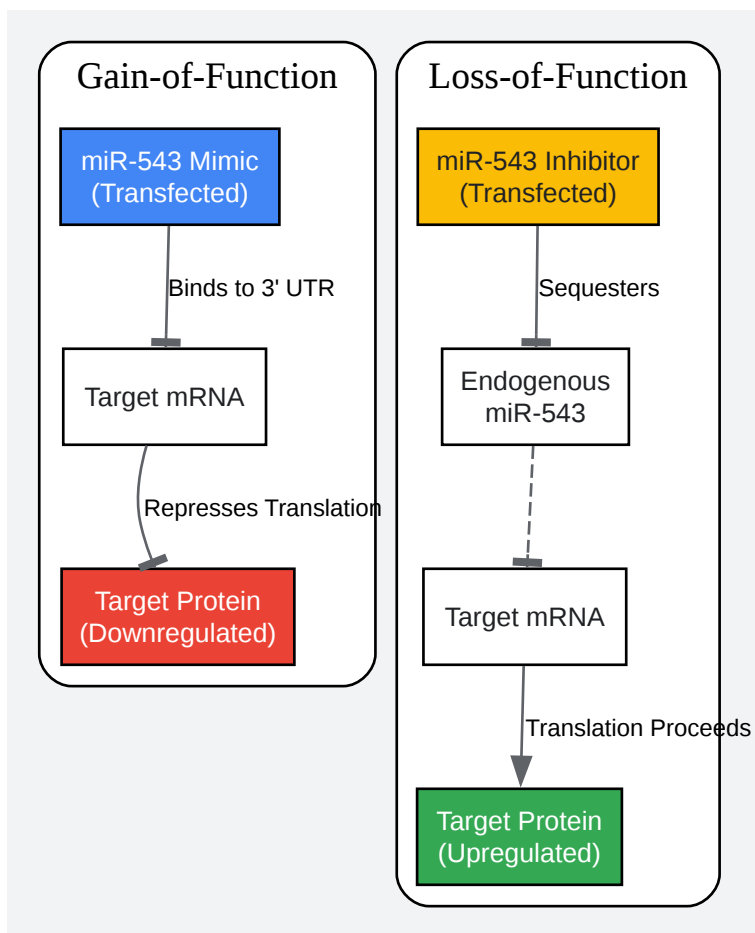 Gain-of-Function
miR-543 Mimic
(Transfected)
Binds to 3' UTR
Target mRNA
Represses Translation
Target Protein
(Downregulated)
Loss-of-Function
miR-543 Inhibitor
(Transfected)
Sequesters
Endogenous
miR-543
Target mRNA
Translation Proceeds
Target Protein
(Upregulated)